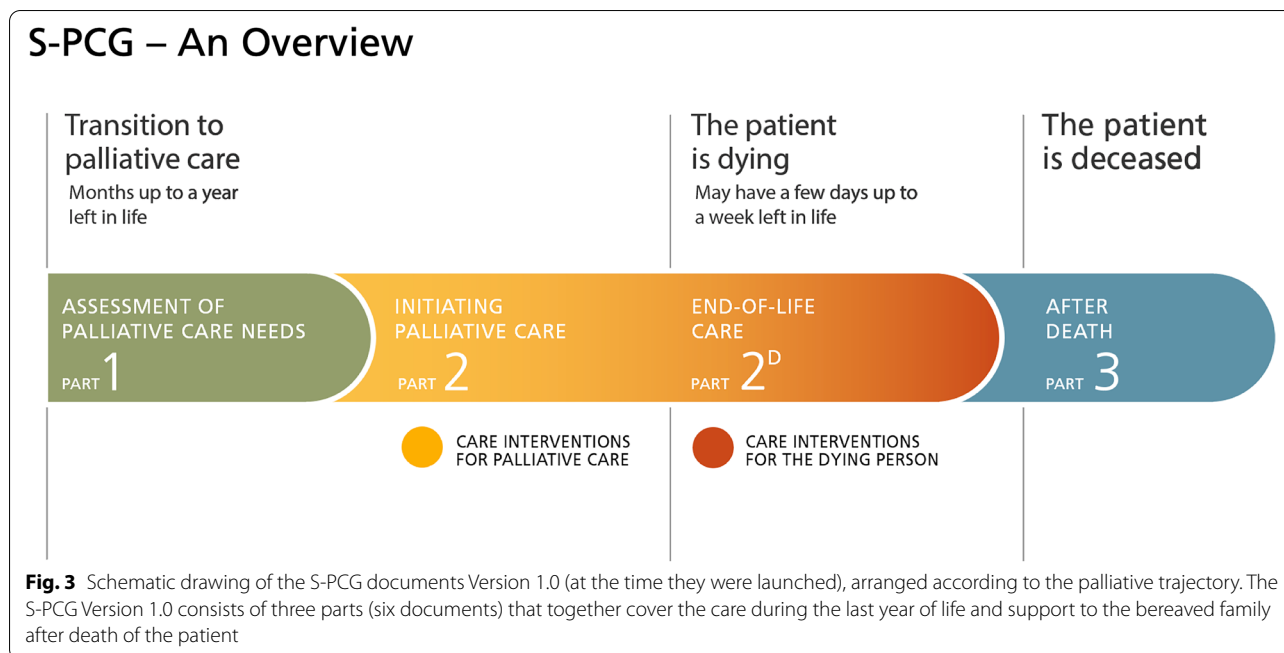 S-PCG – An Overview
Transition to
palliative care
Months up to a year
left in life
The patient
is dying
May have a few days up to
a week left in life
The patient
is deceased
ASSESSMENT OF
PALLIATIVE CARE NEEDS
PART 1
INITIATING
PALLIATIVE CARE
PART 2
END-OF-LIFE
CARE
PART 2D
AFTER
DEATH
PART 3
CARE INTERVENTIONS
FOR PALLIATIVE CARE
CARE INTERVENTIONS
FOR THE DYING PERSON
Fig. 3 Schematic drawing of the S-PCG documents Version 1.0 (at the time they were launched), arranged according to the palliative trajectory. The
S-PCG Version 1.0 consists of three parts (six documents) that together cover the care during the last year of life and support to the bereaved family
after death of the patient